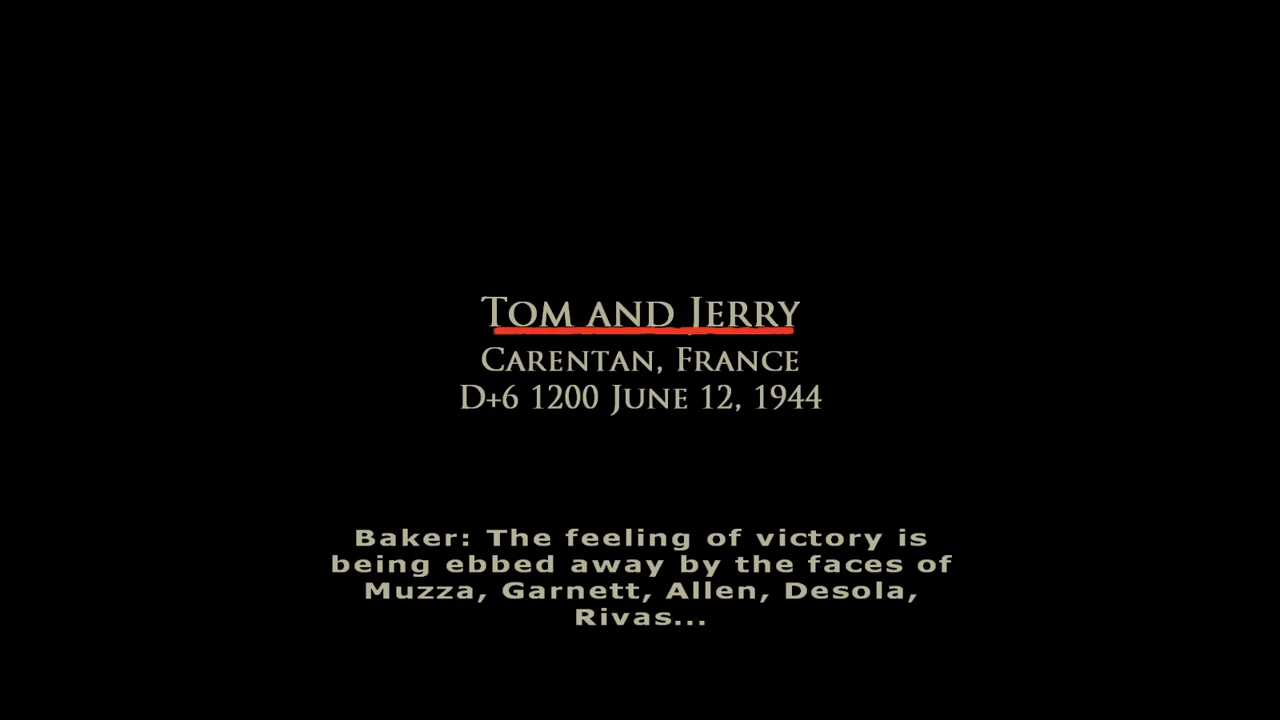 Tom and Jerry
Carentan, France
D+6 1200 June 12, 1944
Baker: The feeling of victory is
being ebbed away by the faces of
Muzza, Garnett, Allen, Desola,
Rivas...